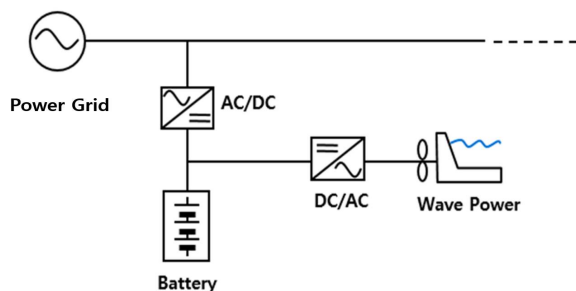 Power Grid
AC/DC
DC/AC
Wave Power
Battery